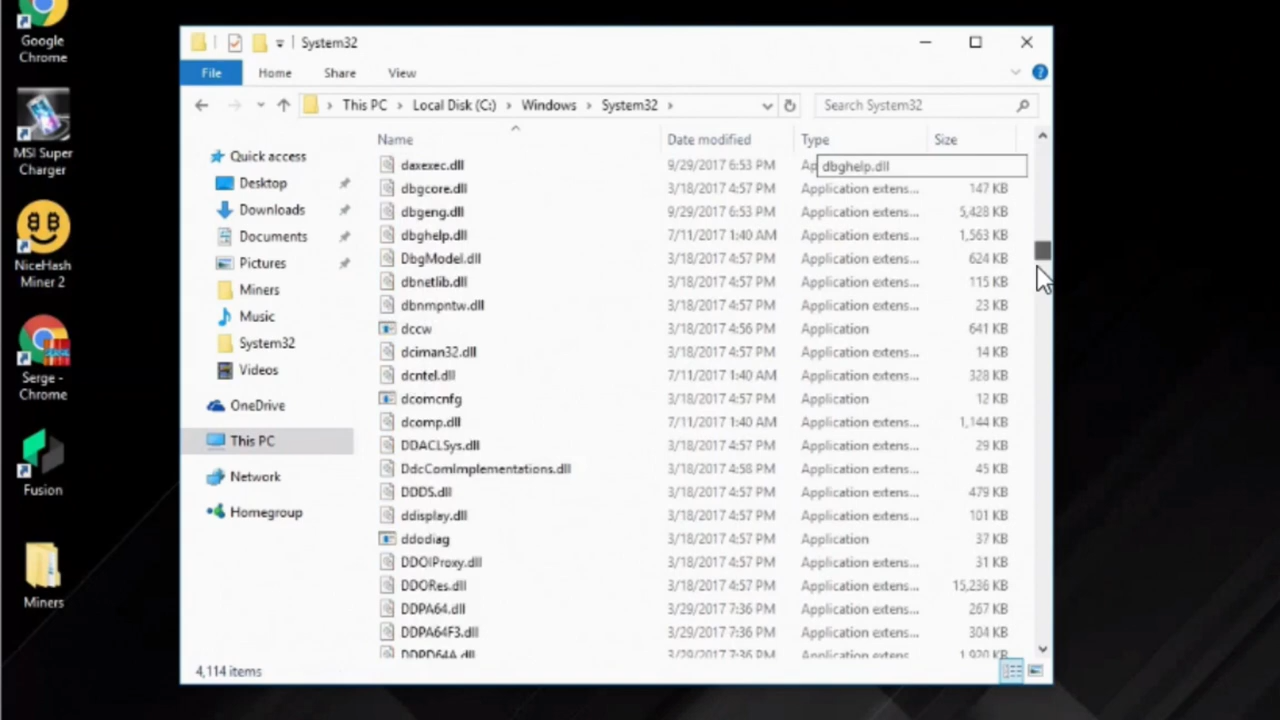 Google
Chrome
MSI Super
Charger
NiceHash
Miner 2
Serge -
Chrome
Fusion
Miners
System32
File Home Share View
This PC > Local Disk (C:) > Windows > System32 >
Search System32
Quick access
Desktop
Downloads
Documents
Pictures
Miners
Music
System32
Videos
OneDrive
This PC
Network
Homegroup
Name Date modified Type Size
daxexec.dll 9/29/2017 6:53 PM Ap
dbghelp.dll
dbgcore.dll 3/18/2017 4:57 PM Application extens... 147 KB
dbgeng.dll 9/29/2017 6:53 PM Application extens... 5,428 KB
dbghelp.dll 7/11/2017 1:40 AM Application extens... 1,563 KB
DbgModel.dll 3/18/2017 4:57 PM Application extens... 624 KB
dbnetlib.dll 3/18/2017 4:57 PM Application extens... 115 KB
dbnmpntw.dll 3/18/2017 4:57 PM Application extens... 23 KB
dccw 3/18/2017 4:56 PM Application 641 KB
dciman32.dll 3/18/2017 4:57 PM Application extens... 14 KB
dcntel.dll 7/11/2017 1:40 AM Application extens... 328 KB
dcomcnfg 3/18/2017 4:57 PM Application 12 KB
dcomp.dll 7/11/2017 1:40 AM Application extens... 1,144 KB
DDACLSys.dll 3/18/2017 4:57 PM Application extens... 29 KB
DdcComImplementations.dll 3/18/2017 4:58 PM Application extens... 45 KB
DDDS.dll 3/18/2017 4:57 PM Application extens... 479 KB
ddisplay.dll 3/18/2017 4:57 PM Application extens... 101 KB
ddodiag 3/18/2017 4:57 PM Application 37 KB
DDOIProxy.dll 3/18/2017 4:57 PM Application extens... 31 KB
DDORes.dll 3/18/2017 4:57 PM Application extens... 15,236 KB
DDPA64.dll 3/29/2017 7:36 PM Application extens... 267 KB
DDPA64F3.dll 3/29/2017 7:36 PM Application extens... 304 KB
DDPD64A.dll 3/29/2017 7:36 PM Application extens... 1,920 KB
4,114 items